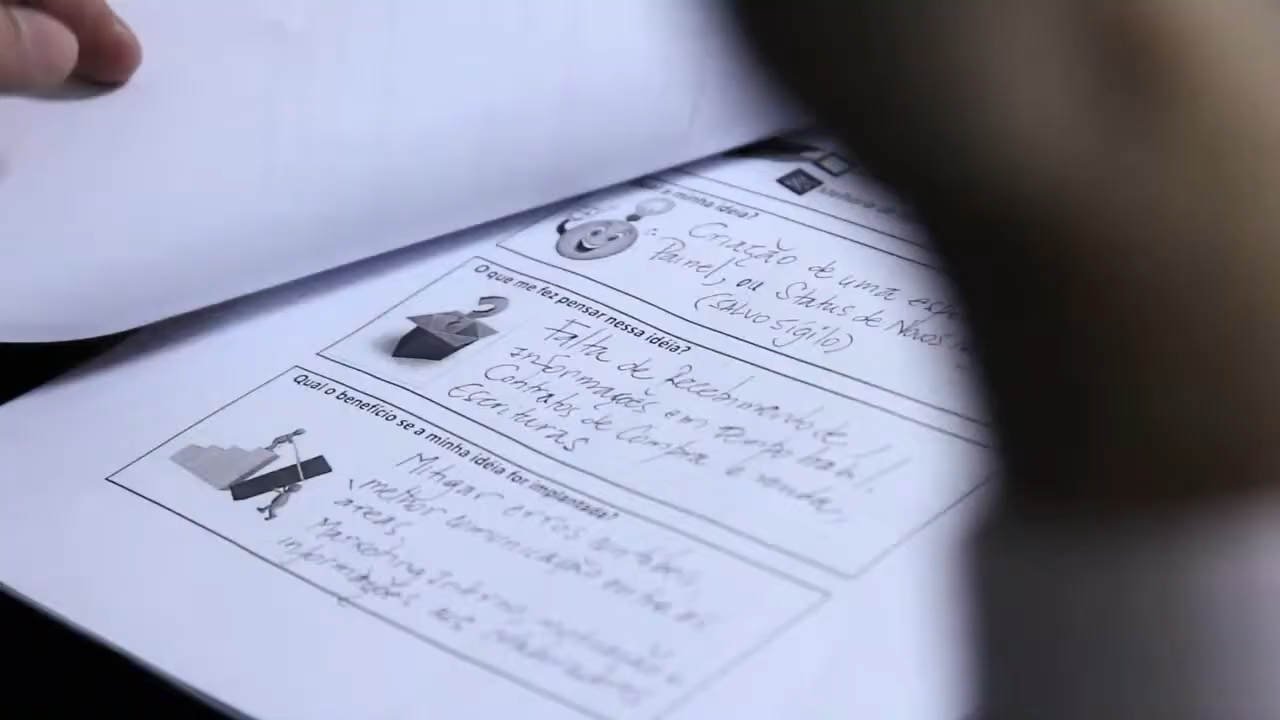 a minha ideia?
Criação de uma
Painel, ou Status de Novos
(salvo sigilo)
O que me fez pensar nessa idéia?
Falta de Recebimento de
Informações em tempo hábil!
Contratos de Compra e venda,
Escrituras
Qual o benefício se a minha idéia for implantada?
Mitigar erros
melhor comunicação entre as
áreas
Marketing Interno,
informações aos colaboradores